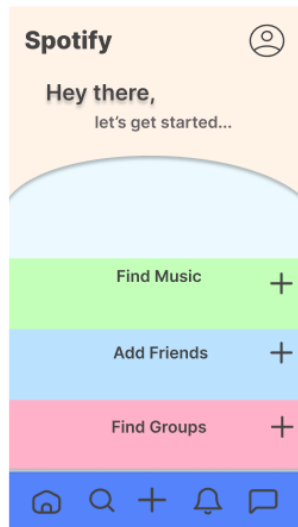 Spotify
Hey there,
let's get started...
Find Music
Add Friends
Find Groups